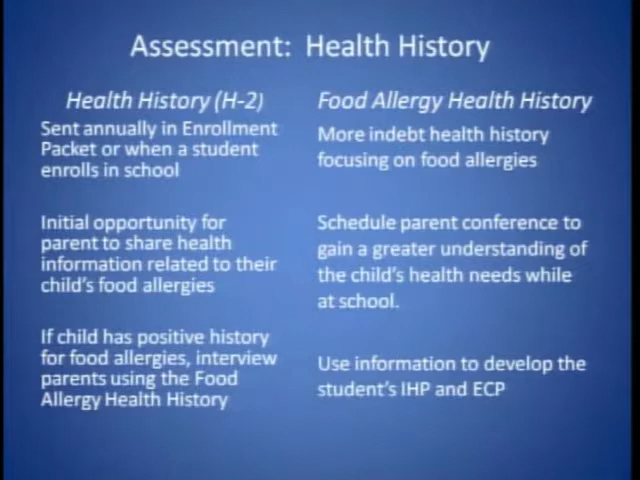 Assessment: Health History
Health History (H-2)
Sent annually in Enrollment
Packet or when a student
enrolls in school
Initial opportunity for
parent to share health
information related to their
child's food allergies
If child has positive history
for food allergies, interview
parents using the Food
Allergy Health History
Food Allergy Health History
More indebt health history
focusing on food allergies
Schedule parent conference to
gain a greater understanding of
the child's health needs while
at school.
Use information to develop the
student's IHP and ECP